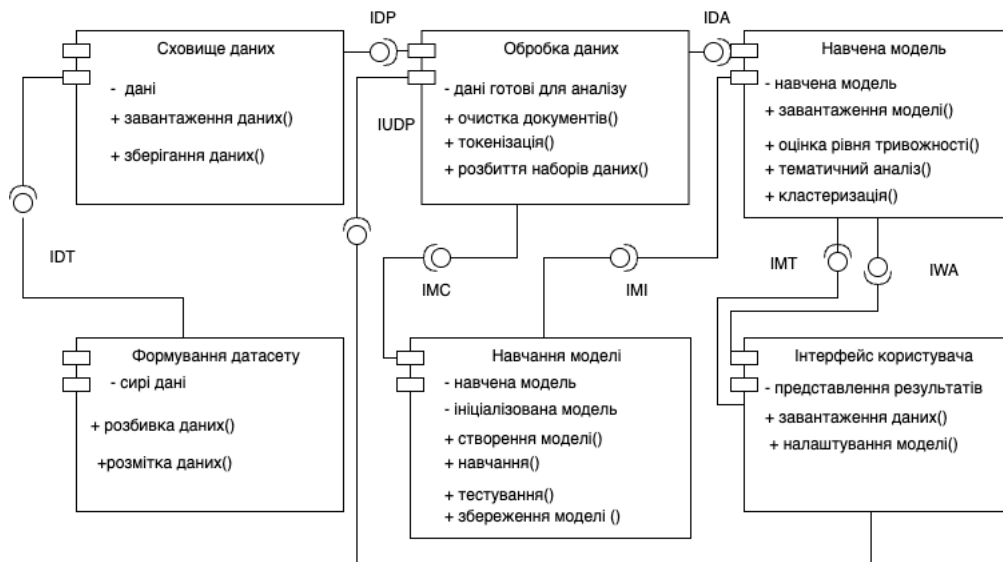 IDP
IDA
Сховище даних
- дані
+ завантаження даних()
+ зберігання даних()
Обробка даних
- дані готові для аналізу
+ очистка документів()
+ токенізація()
+ розбиття наборів даних()
Навчена модель
- навчена модель
+ завантаження моделі()
+ оцінка рівня тривожності()
+ тематичний аналіз()
+ кластеризація()
IUDP
IDT
IMC
IMI
IMT
IWA
Формування датасету
- сирі дані
+ розбивка даних()
+розмітка даних()
Навчання моделі
- навчена модель
- ініціалізована модель
+ створення моделі()
+ навчання()
+ тестування()
+ збереження моделі ()
Інтерфейс користувача
- представлення результатів
+ завантаження даних()
+ налаштування моделі()